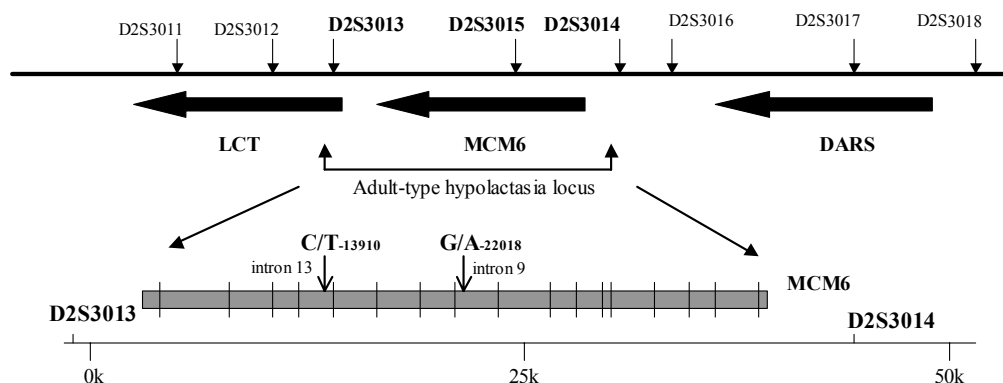 D2S3011 D2S3012 D2S3013 D2S3015 D2S3014 D2S3016 D2S3017 D2S3018
LCT MCM6 DARS
Adult-type hypolactasia locus
C/T-13910 G/A-22018
intron 13 intron 9
MCM6
D2S3013 D2S3014
0k 25k 50k